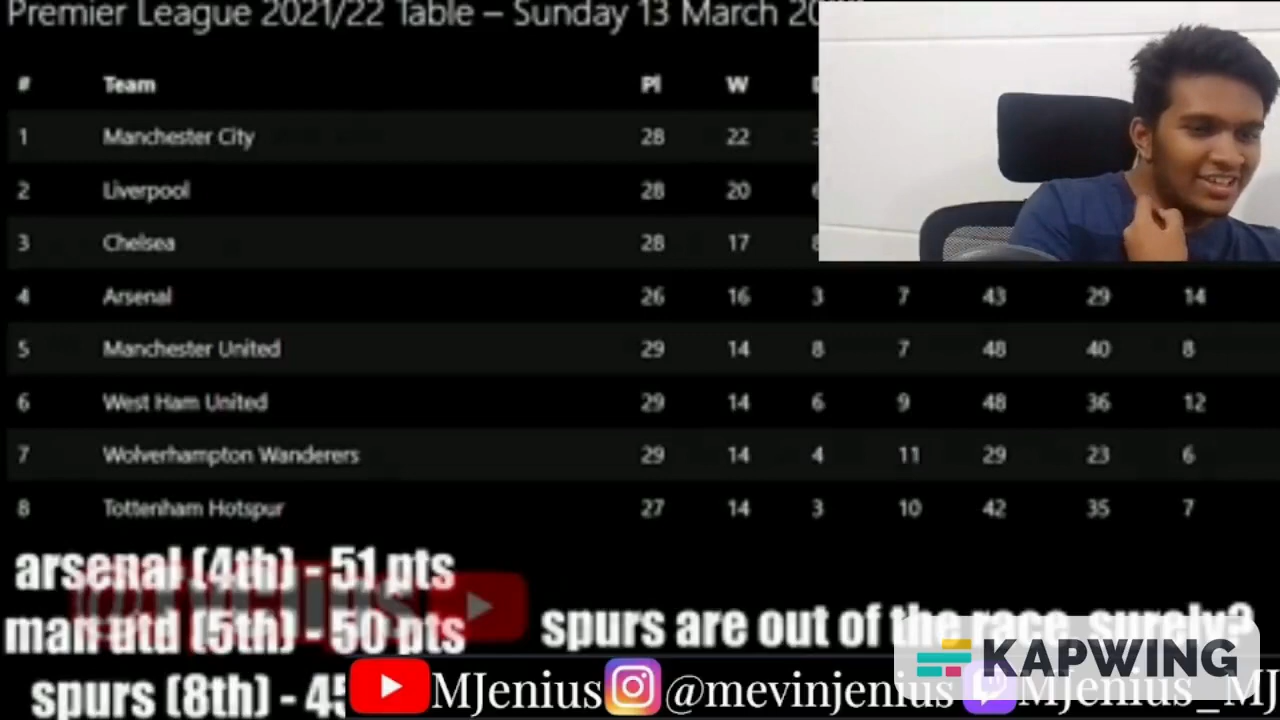 Premier League 2021/22 Table – Sunday 13 March
# Team Pl W
1 Manchester City 28 22
2 Liverpool 28 20
3 Chelsea 28 17
4 Arsenal 26 16 3 7 43 29 14
5 Manchester United 29 14 8 7 48 40 8
6 West Ham United 29 14 6 9 48 36 12
7 Wolverhampton Wanderers 29 14 4 11 29 23 6
8 Tottenham Hotspur 27 14 3 10 42 35 7
arsenal (4th) - 51 pts
man utd (5th) - 50 pts
spurs are out of the race, surely?
KAPWING
spurs (8th) - 45
MJenius @mevinjenius MJenius_MJ